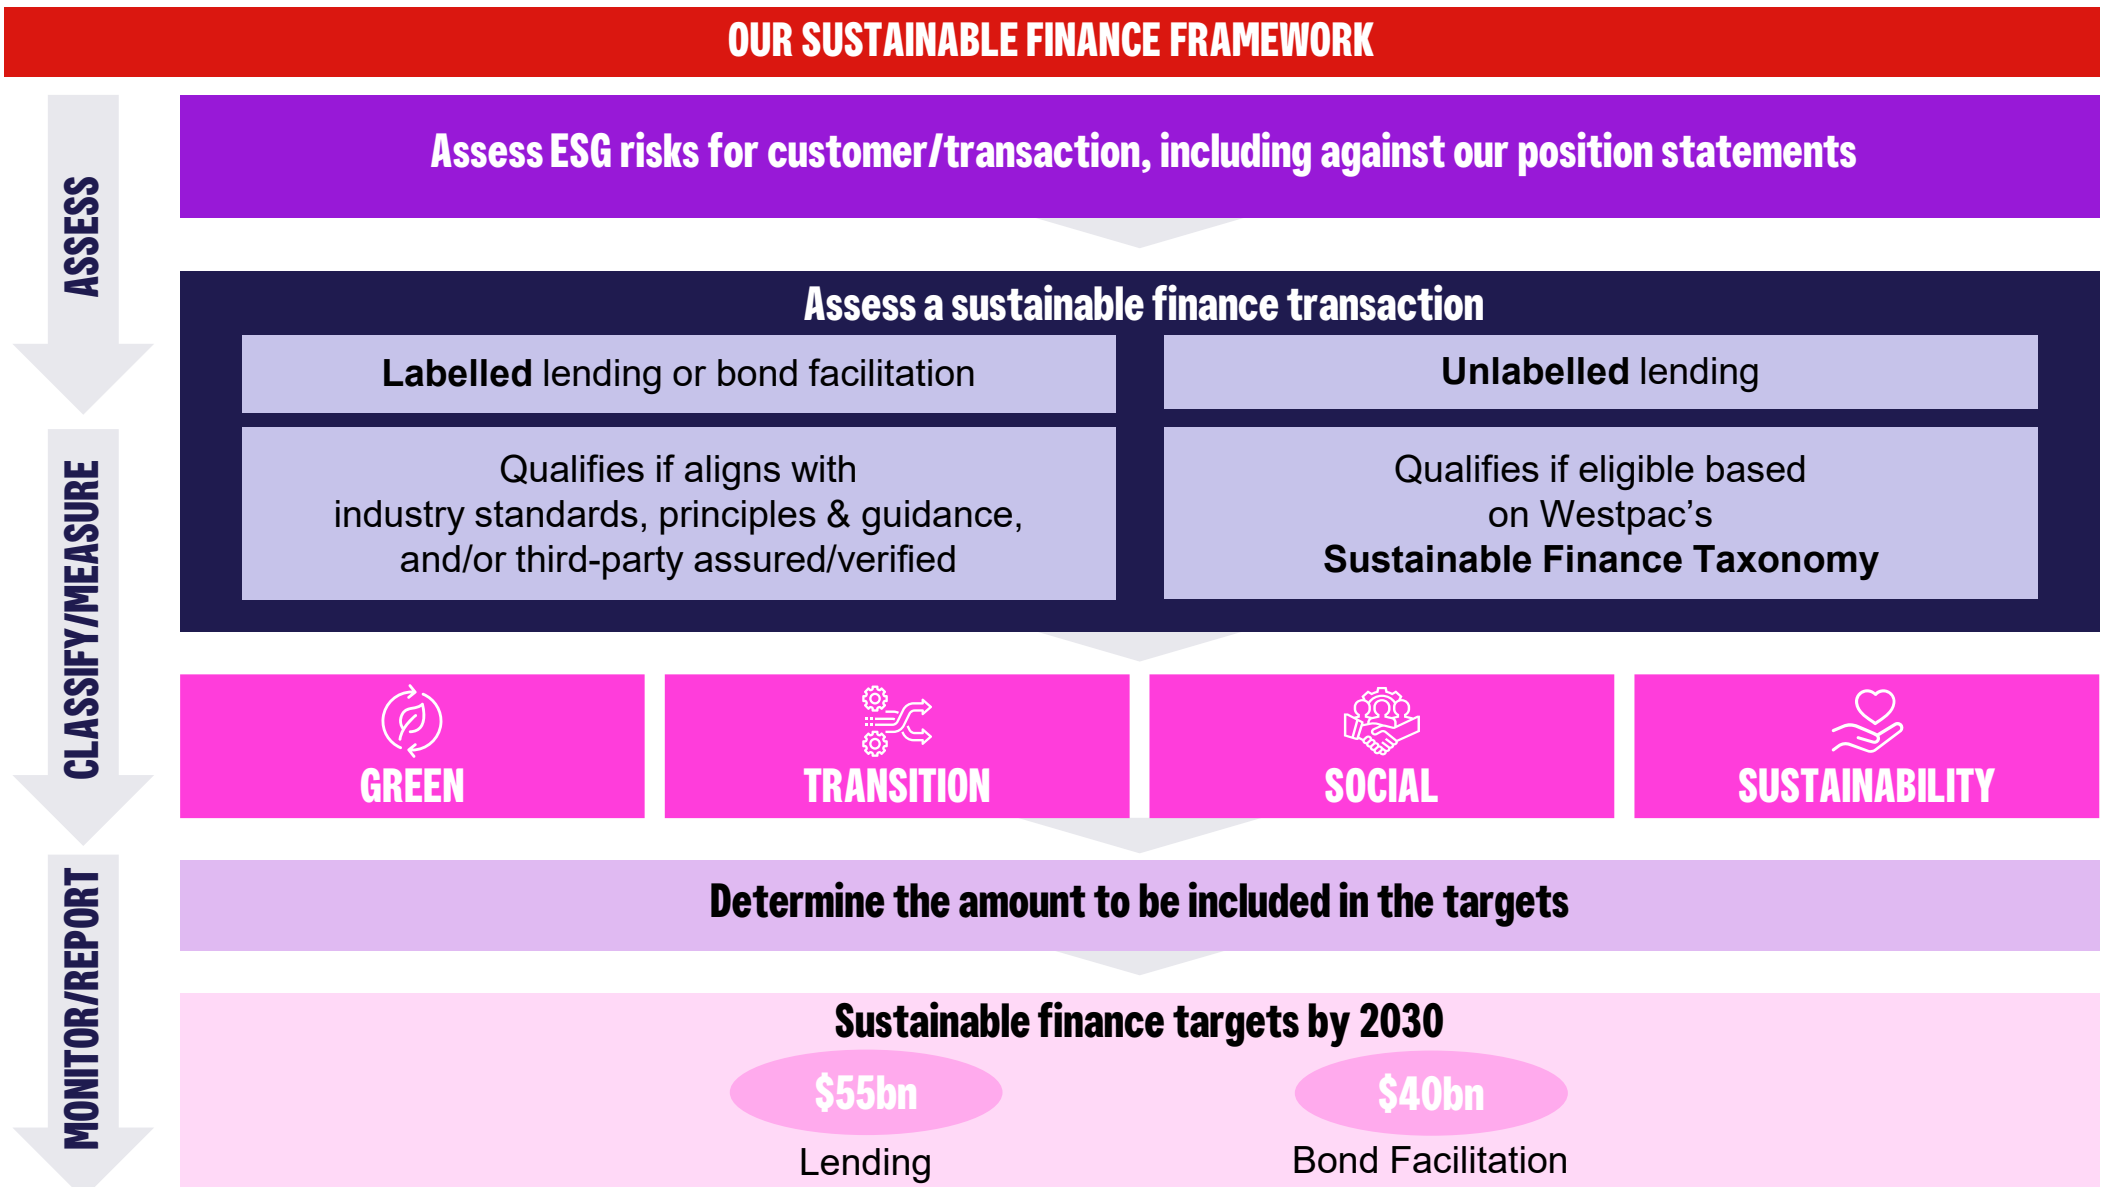 OUR SUSTAINABLE FINANCE FRAMEWORK
ASSESS
Assess ESG risks for customer/transaction, including against our position statements
Assess a sustainable finance transaction
Labelled lending or bond facilitation
Unlabelled lending
CLASSIFY/MEASURE
Qualifies if aligns with
industry standards, principles & guidance,
and/or third-party assured/verified
Qualifies if eligible based
on Westpac’s
Sustainable Finance Taxonomy
GREEN
TRANSITION
SOCIAL
SUSTAINABILITY
MONITOR/REPORT
Determine the amount to be included in the targets
Sustainable finance targets by 2030
$55bn
Lending
$40bn
Bond Facilitation